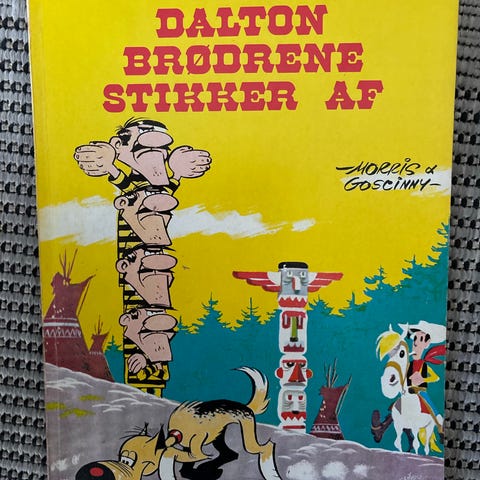 DALTON
BRØDRENE
STIKKER AF
MORRIS &
GOSCINNY